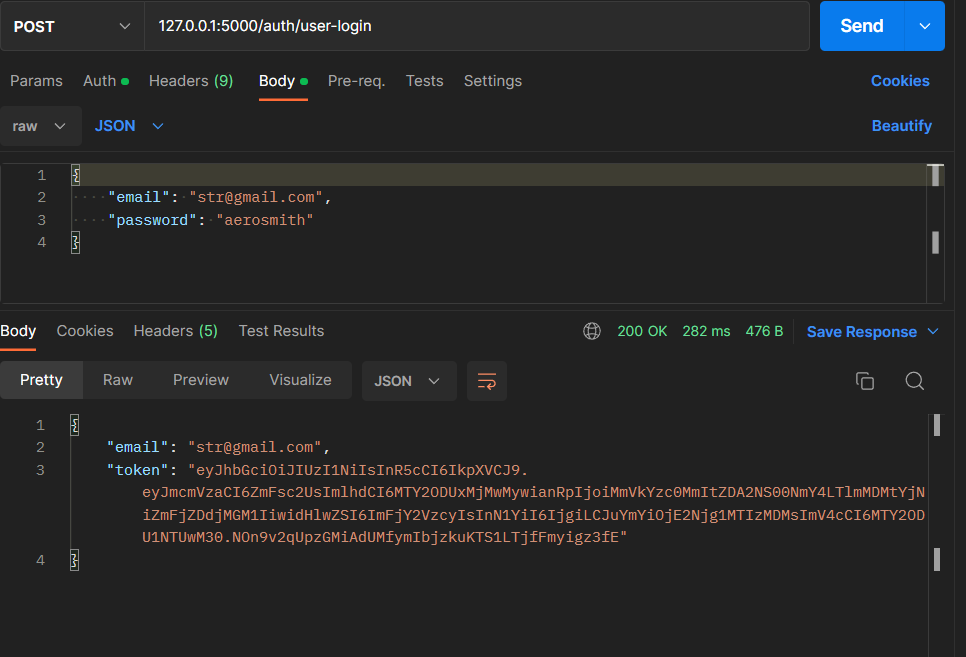 POST 127.0.0.1:5000/auth/user-login Send
Params Auth Headers (9) Body Pre-req. Tests Settings Cookies
raw JSON Beautify
1 {
2 "email": "str@gmail.com",
3 "password": "aerosmith"
4 }
Body Cookies Headers (5) Test Results 200 OK 282 ms 476 B Save Response
Pretty Raw Preview Visualize JSON
1 {
2 "email": "str@gmail.com",
3 "token": "eyJhbGciOiJIUzI1NiIsInR5cCI6IkpXVCJ9.
eyJmcmVzaCI6ZmFsc2UsImlhdCI6MTY2ODUxMjMwMywianRpIjoiMmVkYzc0MmItZDA2NS00NmY4LTlmMDMtYjN
iZmFjZDdjMGM1IiwidHlwZSI6ImFjY2VzcyIsInN1YiI6IjgiLCJuYmYiOjE2Njg1MTIzMDMsImV4cCI6MTY2OD
U1NTUwM30.NOn9v2qUpzGMiAdUMfymIbjzkuKTS1LTjfFmyigz3fE"
4 }